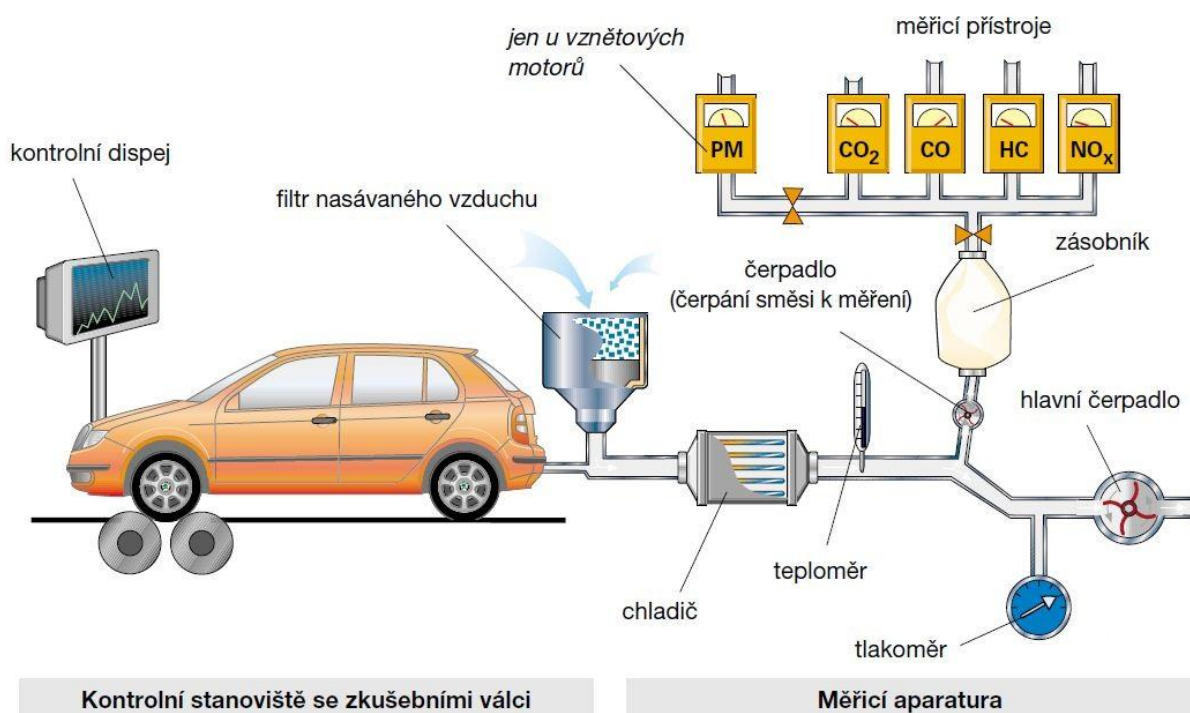 jen u vznětových
motorů
měřicí přístroje
PM
CO₂
CO
HC
NOₓ
kontrolní dispej
filtr nasávaného vzduchu
zásobník
čerpadlo
(čerpání směsi k měření)
hlavní čerpadlo
teploměr
chladič
tlakoměr
Kontrolní stanoviště se zkušebními válci
Měřicí aparatura